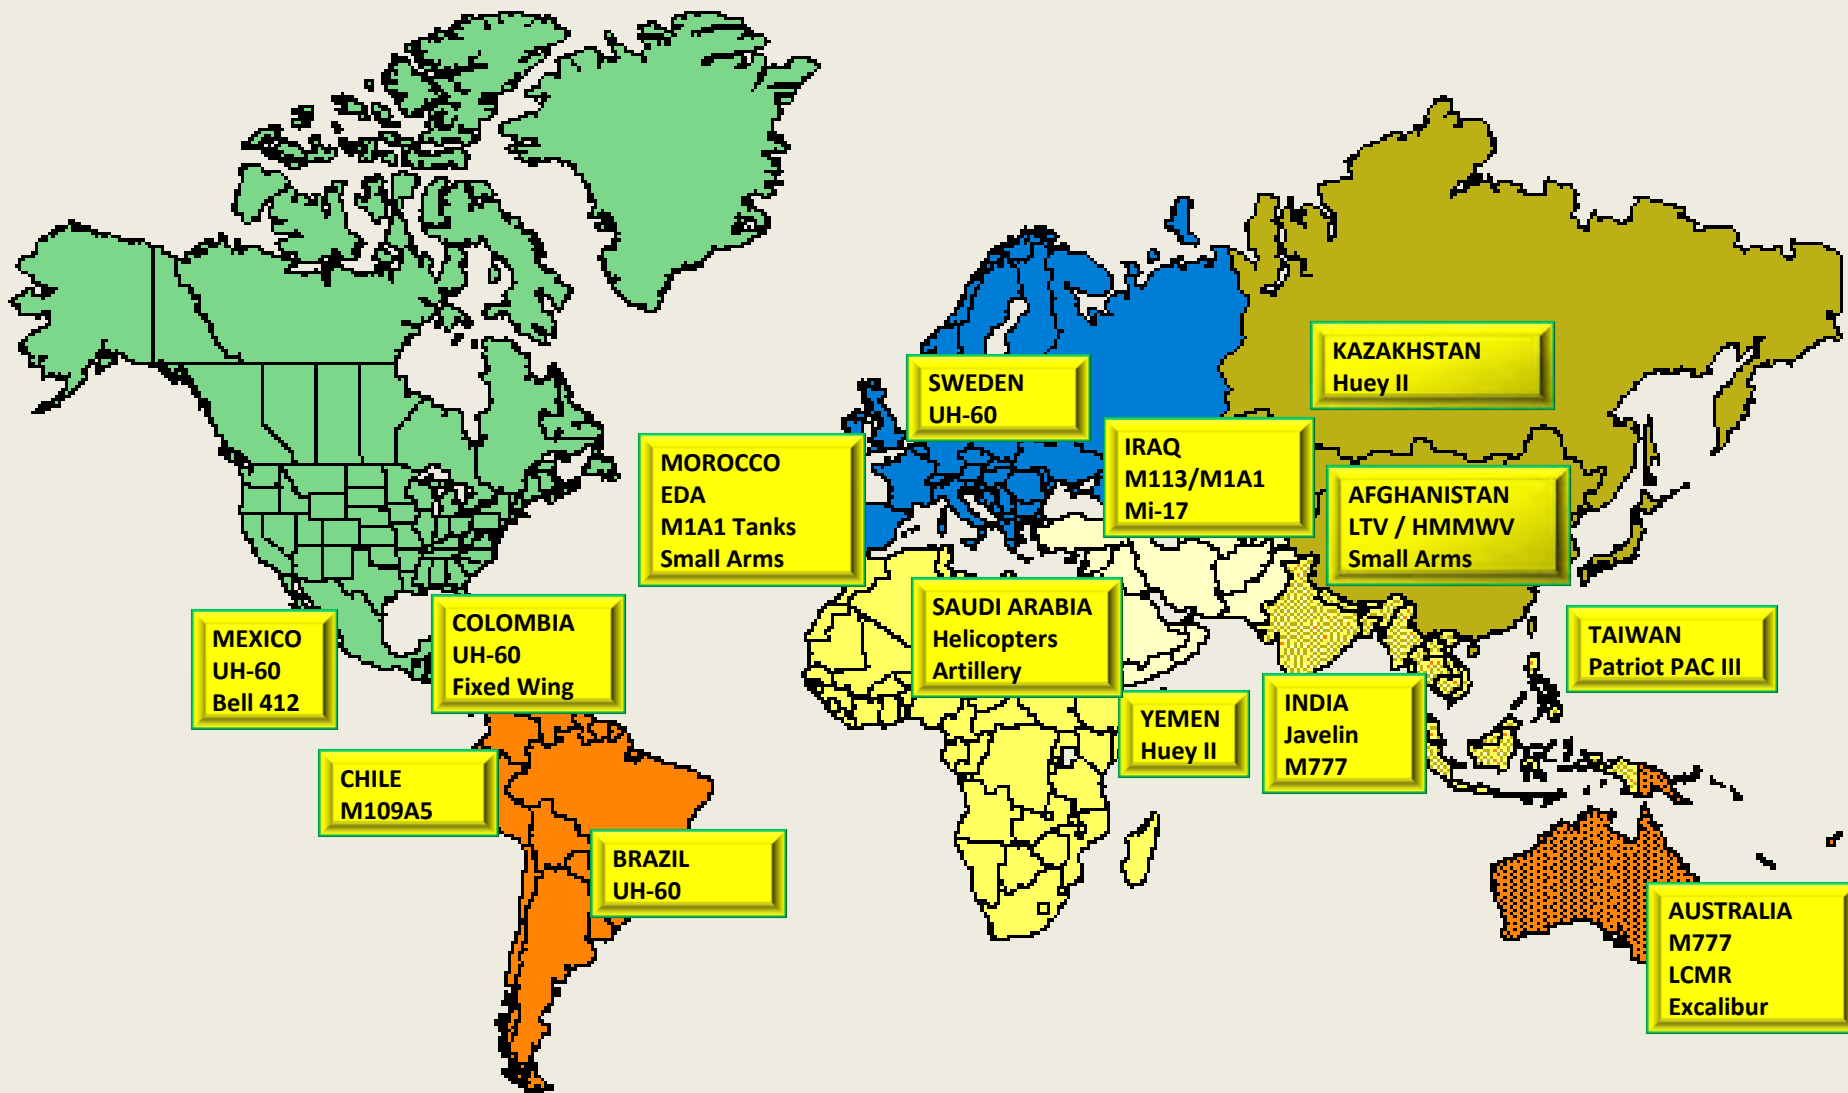 KAZAKHSTAN
Huey II
SWEDEN
UH-60
IRAQ
M113/M1A1
Mi-17
MOROCCO
EDA
M1A1 Tanks
Small Arms
AFGHANISTAN
LTV / HMMWV
Small Arms
SAUDI ARABIA
Helicopters
Artillery
COLOMBIA
UH-60
Fixed Wing
MEXICO
UH-60
Bell 412
TAIWAN
Patriot PAC III
INDIA
Javelin
M777
YEMEN
Huey II
CHILE
M109A5
BRAZIL
UH-60
AUSTRALIA
M777
LCMR
Excalibur